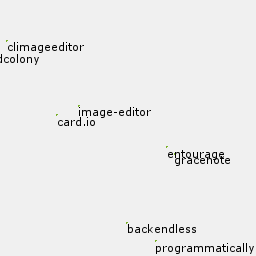 climageeditor
dcolony
image-editor
card.io
entourage
gracenote
backendless
programmatically